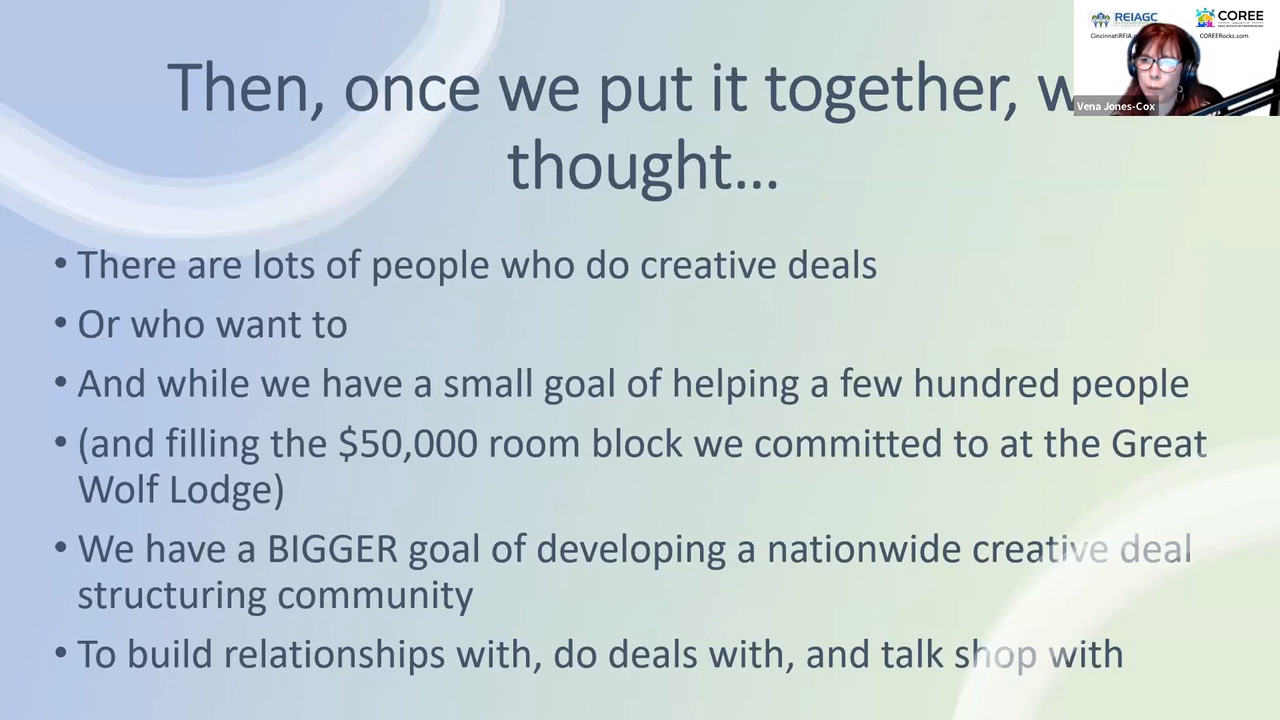 Then, once we put it together, w
thought...
• There are lots of people who do creative deals
• Or who want to
• And while we have a small goal of helping a few hundred people
• (and filling the $50,000 room block we committed to at the Great
Wolf Lodge)
• We have a BIGGER goal of developing a nationwide creative deal
structuring community
• To build relationships with, do deals with, and talk shop with
REIAGC
COREE
CincinnatiREIA.
COREERocks.com
Vena Jones-Cox